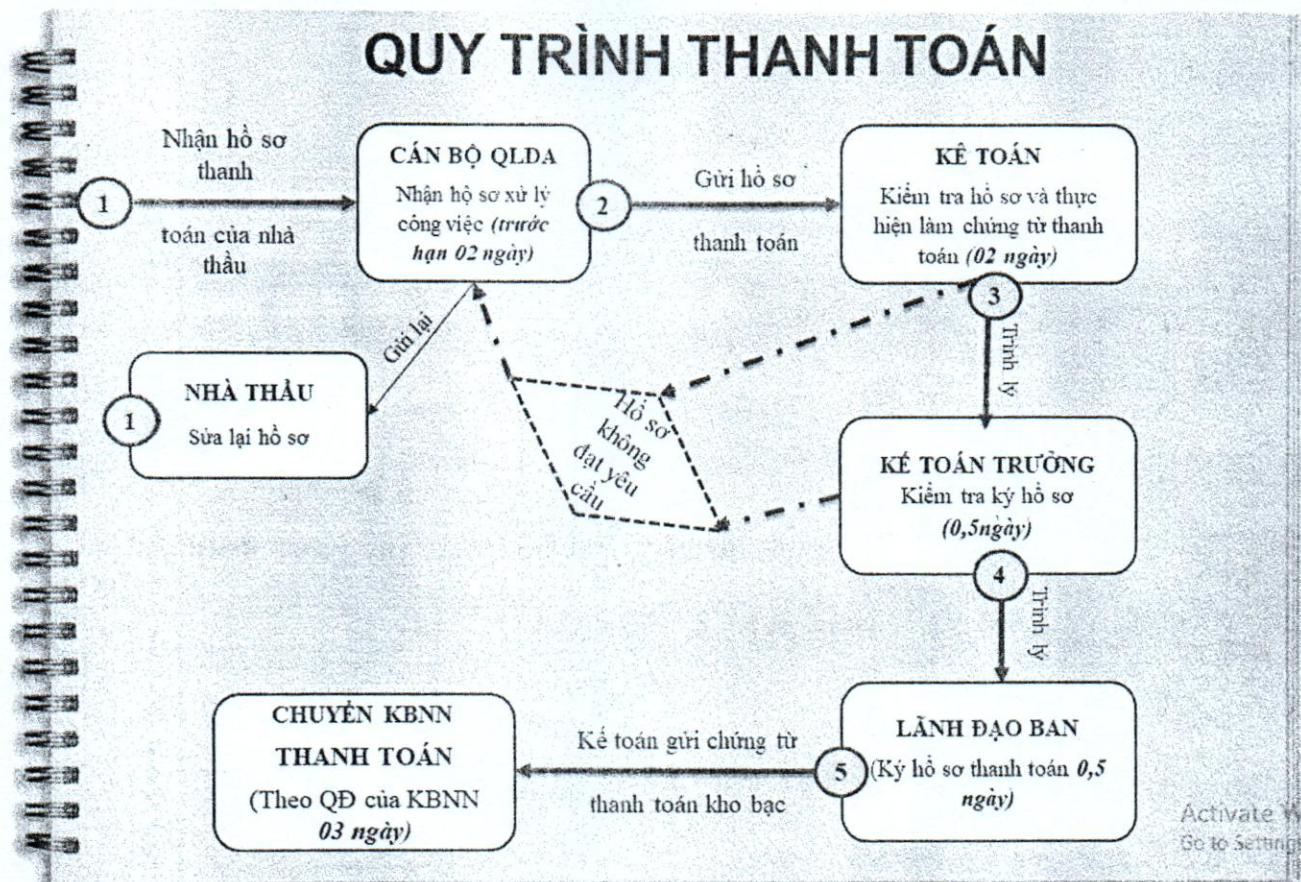 QUY TRÌNH THANH TOÁN
1
Nhận hồ sơ
thanh
toán của nhà
thầu
CÁN BỘ QLDA
Nhận hộ sơ xử lý
công việc (trước
hạn 02 ngày)
2
Gửi hồ sơ
thanh toán
KẾ TOÁN
Kiểm tra hồ sơ và thực
hiện làm chứng từ thanh
toán (02 ngày)
3
Trình lý
Gửi lại
1
NHÀ THẦU
Sửa lại hồ sơ
Hồ sơ
không
đạt yêu
cầu
KẾ TOÁN TRƯỞNG
Kiểm tra ký hồ sơ
(0,5ngày)
4
Trình lý
CHUYỂN KBNN
THANH TOÁN
(Theo QĐ của KBNN
03 ngày)
Kế toán gửi chứng từ
thanh toán kho bạc
5
LÃNH ĐẠO BAN
(Ký hồ sơ thanh toán 0,5
ngày)
Activate W
Go to Setting